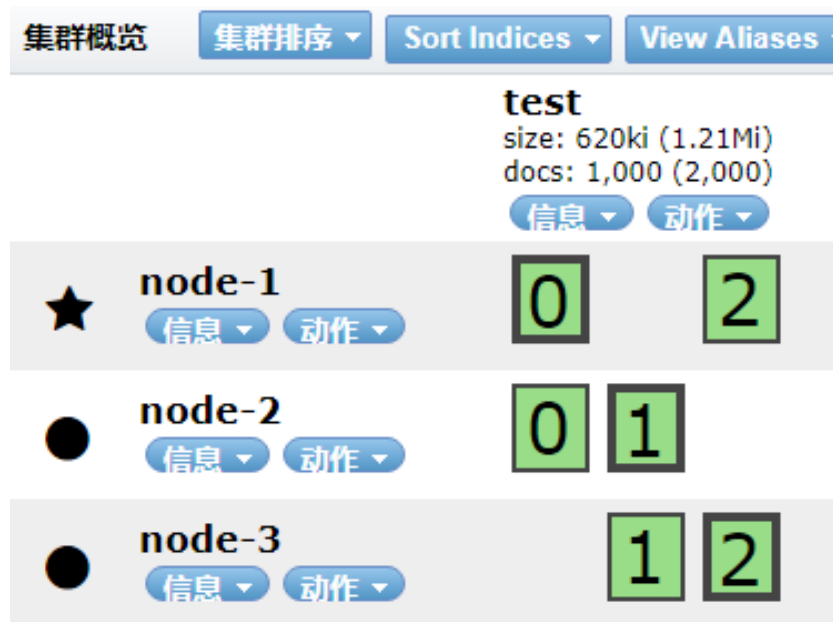 集群概览 集群排序 Sort Indices View Aliases
test
size: 620ki (1.21Mi)
docs: 1,000 (2,000)
信息 动作
node-1 0 2
信息 动作
node-2 0 1
信息 动作
node-3 1 2
信息 动作